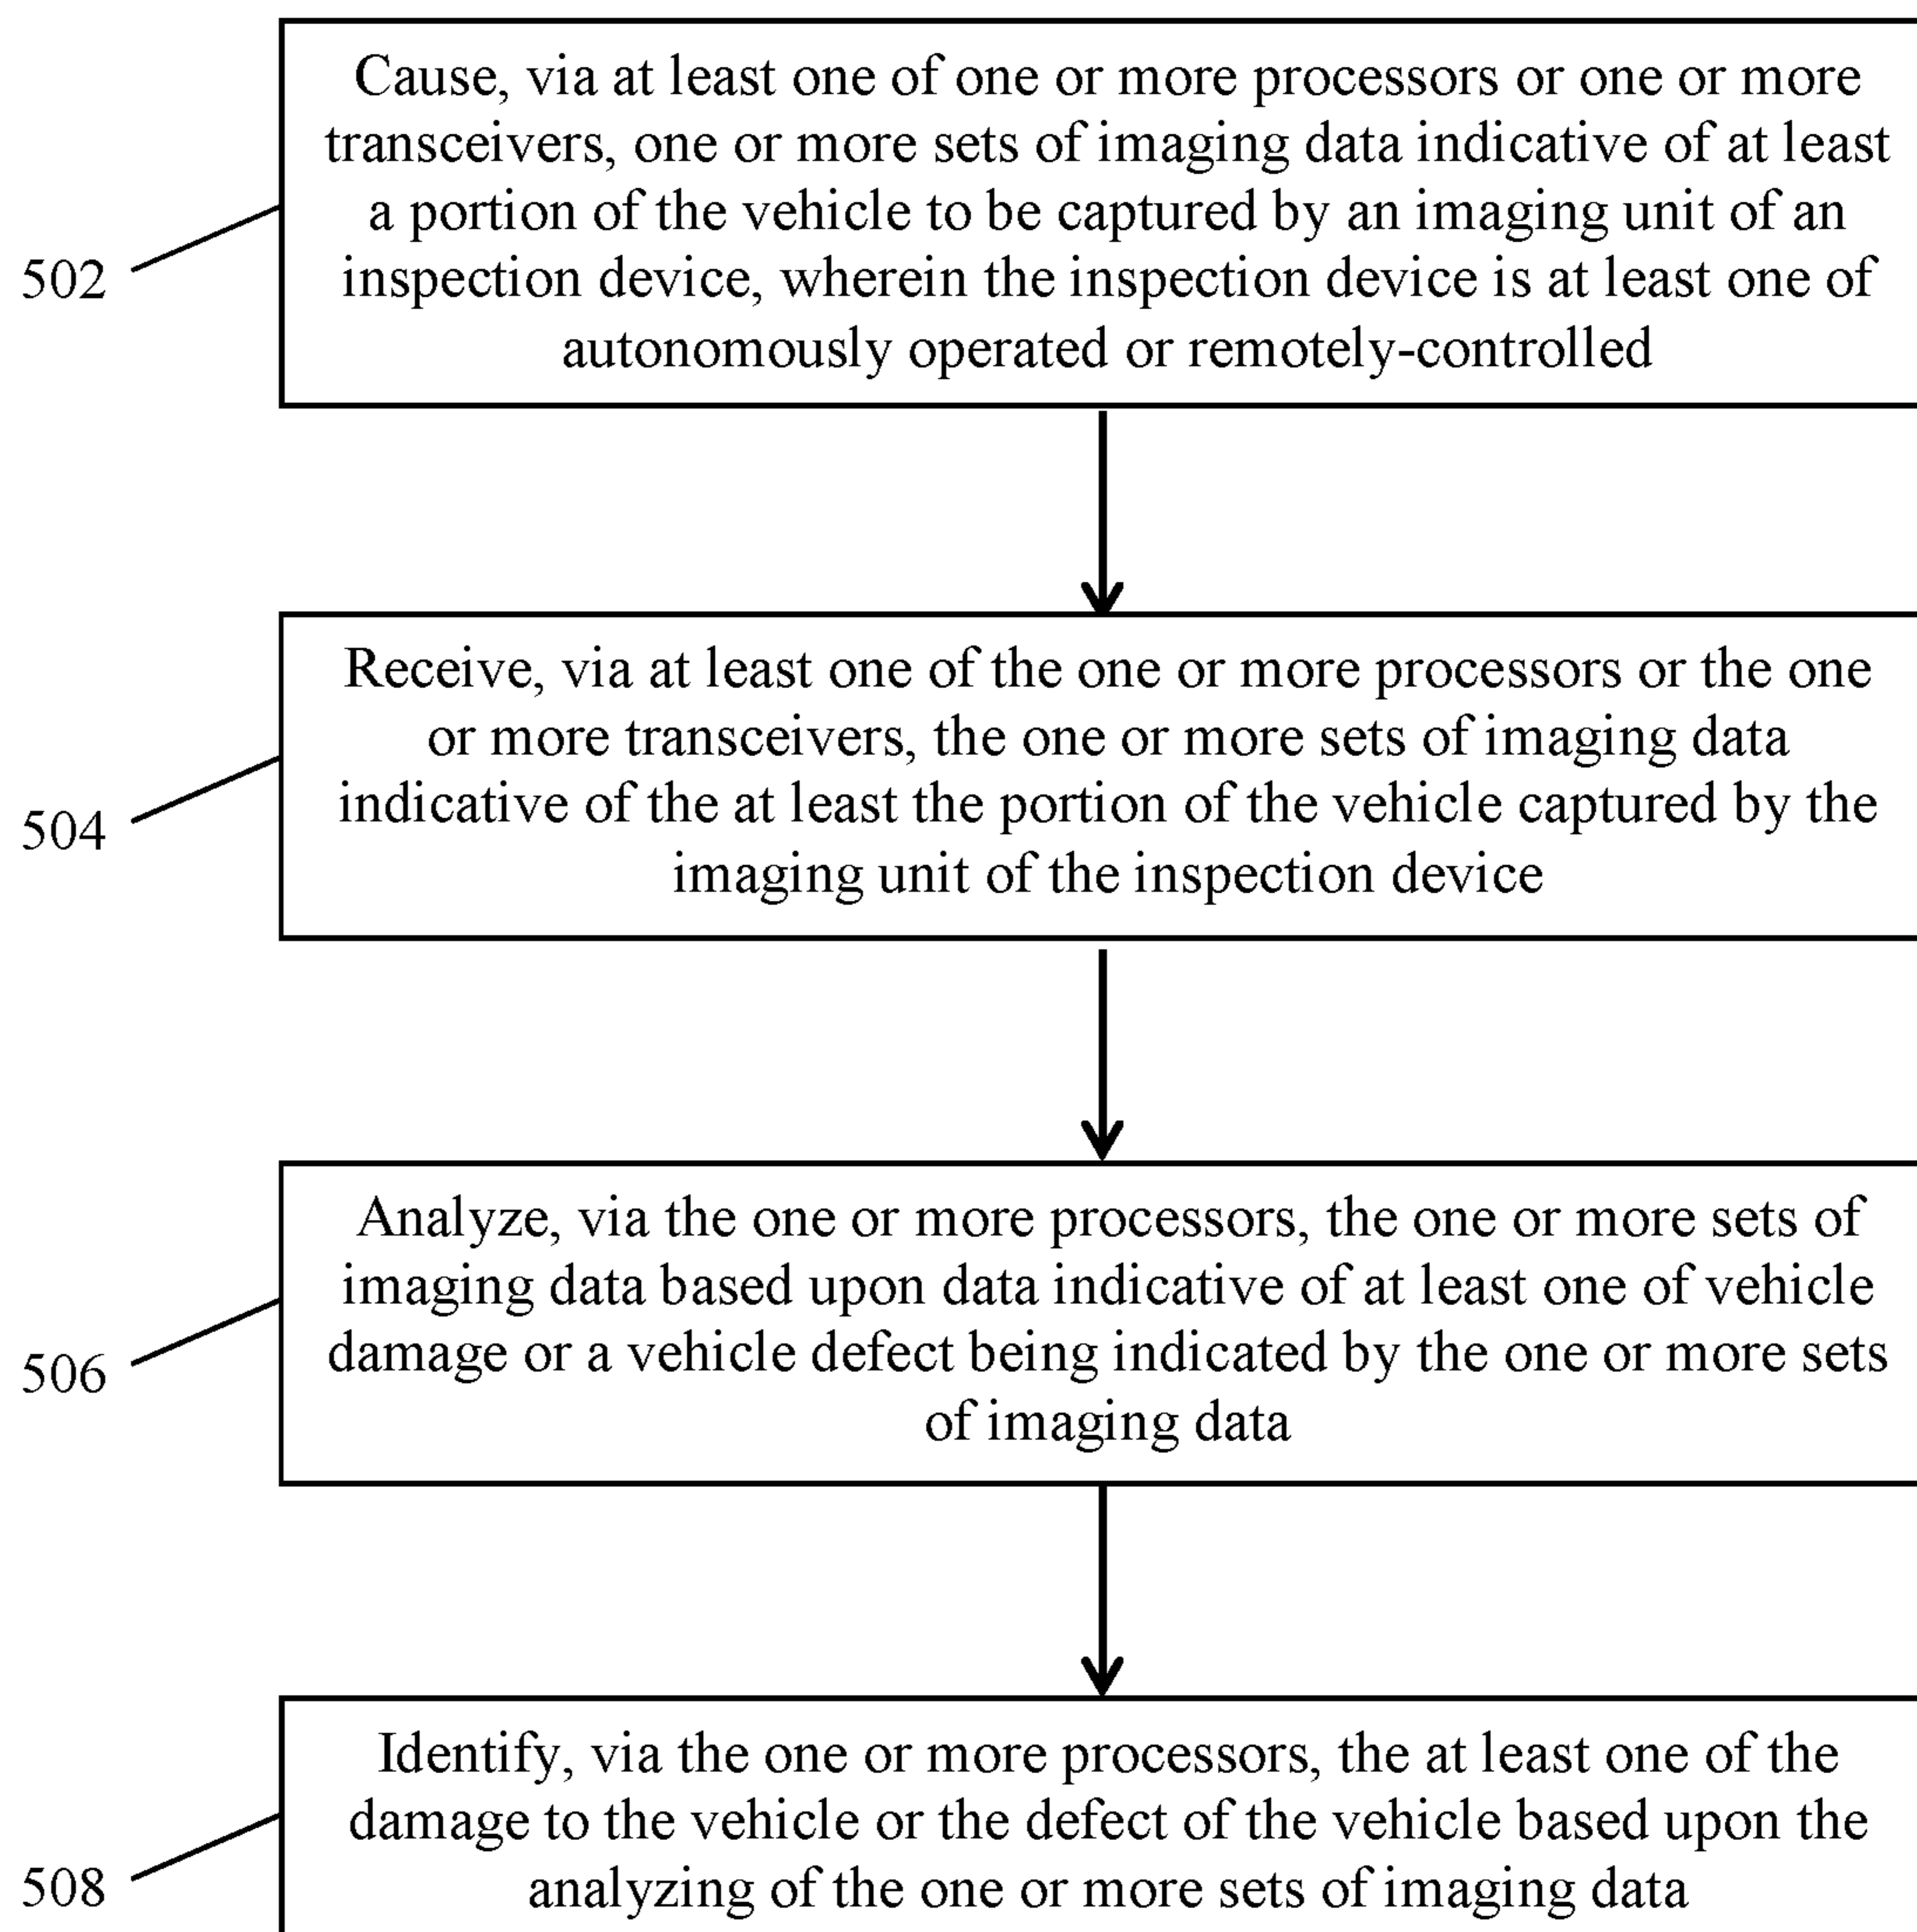 Cause, via at least one of one or more processors or one or more
transceivers, one or more sets of imaging data indicative of at least
a portion of the vehicle to be captured by an imaging unit of an
inspection device, wherein the inspection device is at least one of
autonomously operated or remotely-controlled
502
Receive, via at least one of the one or more processors or the one
or more transceivers, the one or more sets of imaging data
indicative of the at least the portion of the vehicle captured by the
imaging unit of the inspection device
504
Analyze, via the one or more processors, the one or more sets of
imaging data based upon data indicative of at least one of vehicle
damage or a vehicle defect being indicated by the one or more sets
of imaging data
506
Identify, via the one or more processors, the at least one of the
damage to the vehicle or the defect of the vehicle based upon the
analyzing of the one or more sets of imaging data
508